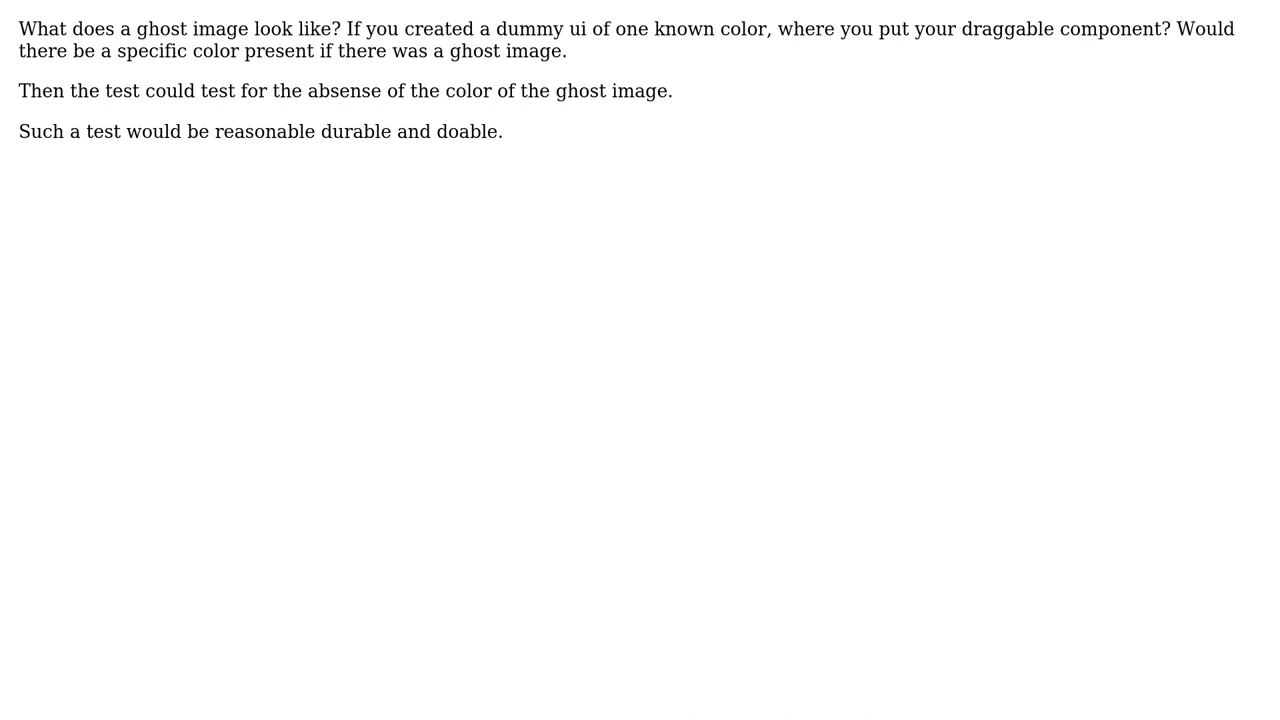 What does a ghost image look like? If you created a dummy ui of one known color, where you put your draggable component? Would
there be a specific color present if there was a ghost image.
Then the test could test for the absense of the color of the ghost image.
Such a test would be reasonable durable and doable.